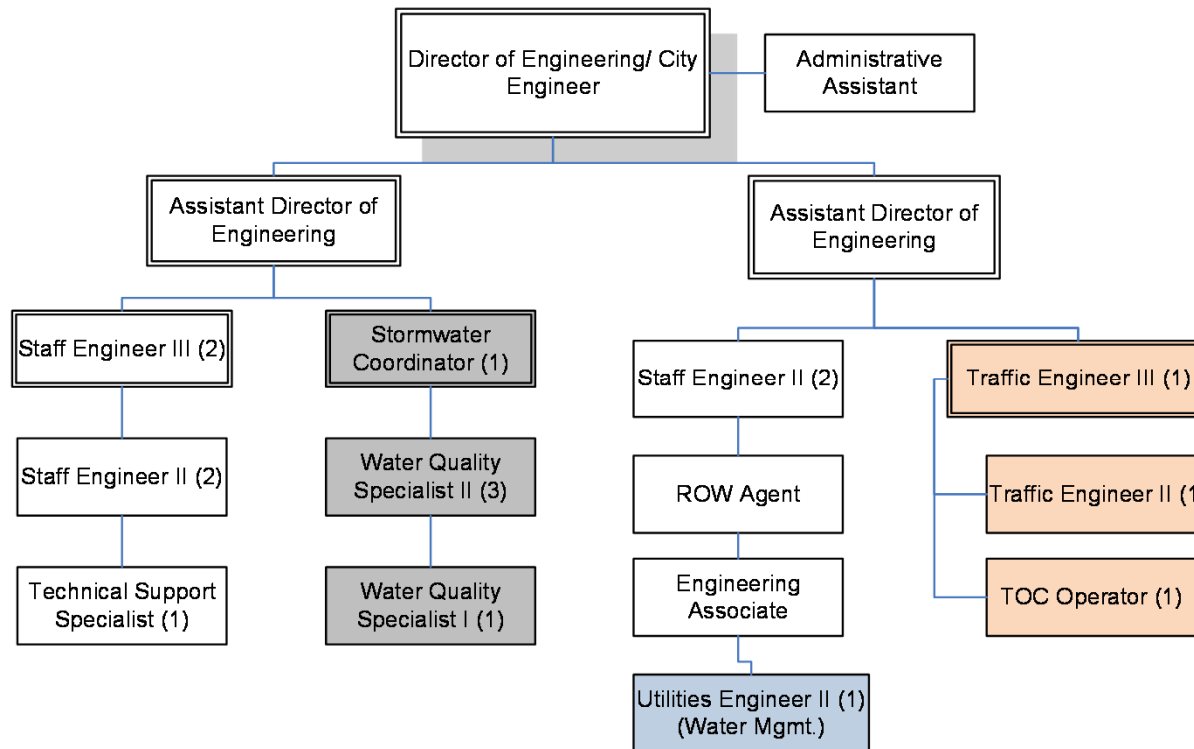 Director of Engineering/ City
Engineer
Administrative
Assistant
Assistant Director of
Engineering
Assistant Director of
Engineering
Staff Engineer III (2)
Stormwater
Coordinator (1)
Staff Engineer II (2)
Traffic Engineer III (1)
Staff Engineer II (2)
Water Quality
Specialist II (3)
ROW Agent
Traffic Engineer II (1
Technical Support
Specialist (1)
Water Quality
Specialist I (1)
Engineering
Associate
TOC Operator (1)
Utilities Engineer II (1)
(Water Mgmt.)